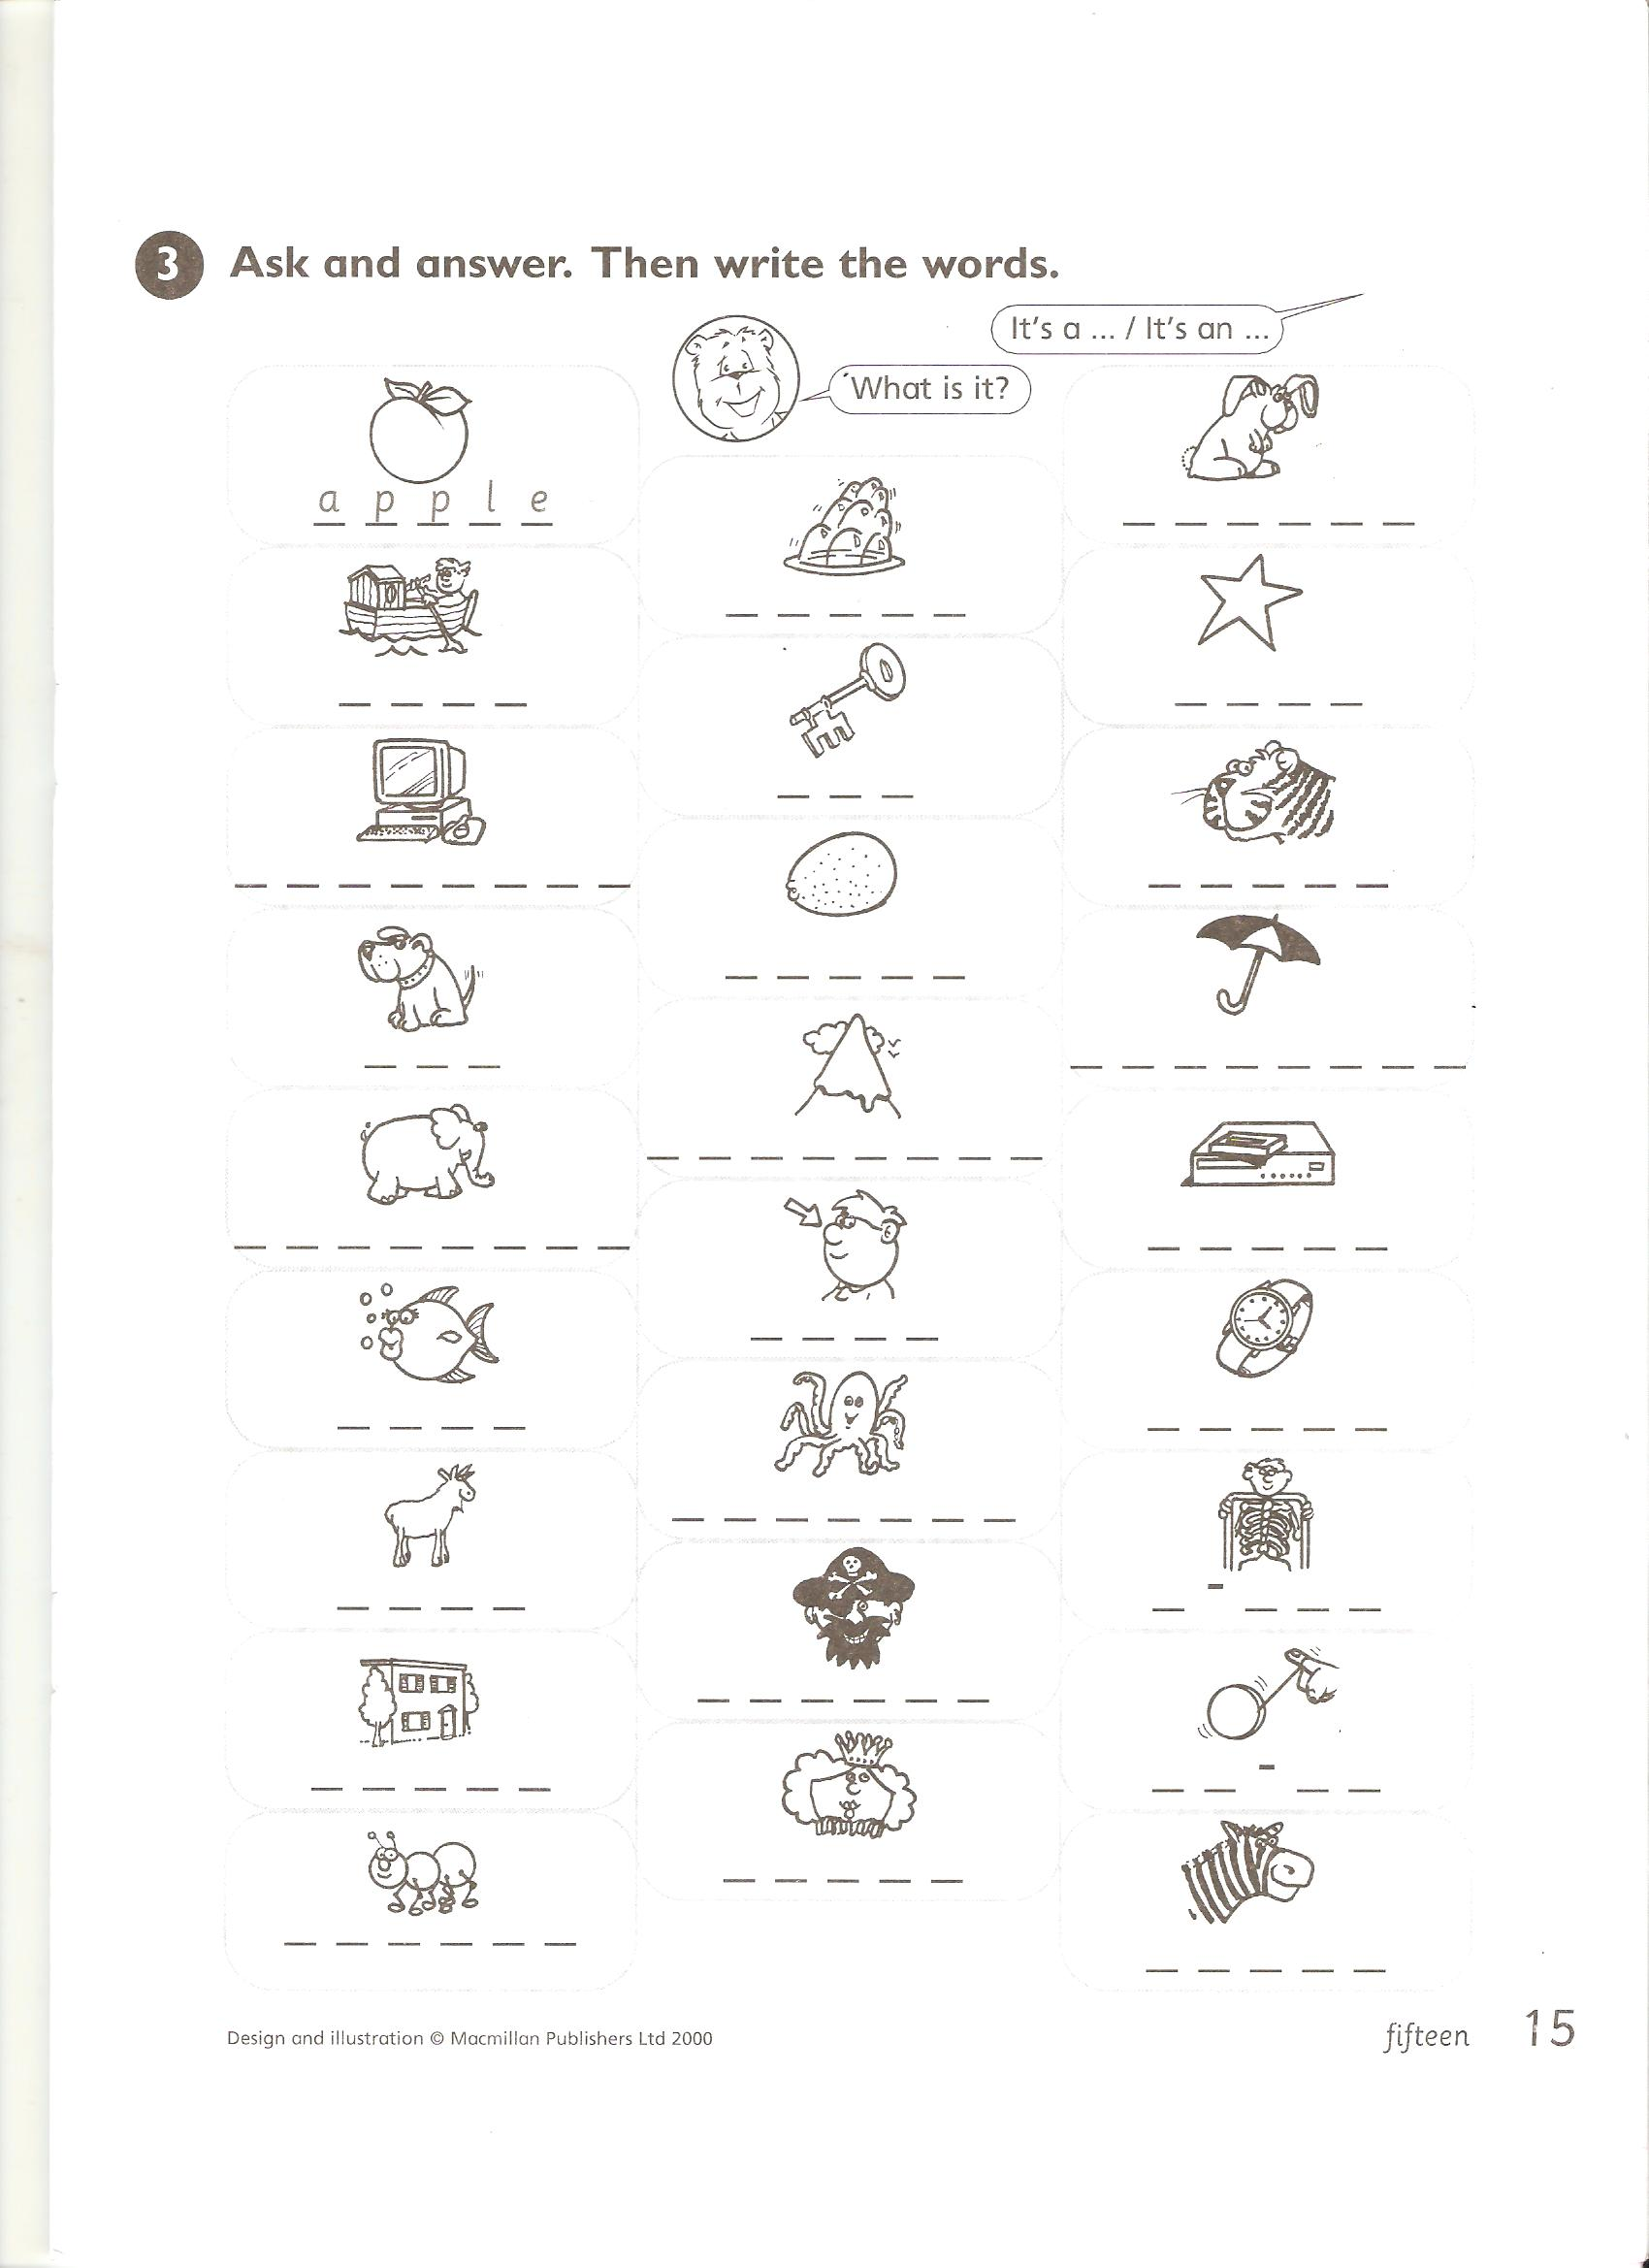 3 Ask and answer. Then write the words.
It's a ... / It's an ...
What is it?
a p p l e
Design and illustration © Macmillan Publishers Ltd 2000
fifteen 15